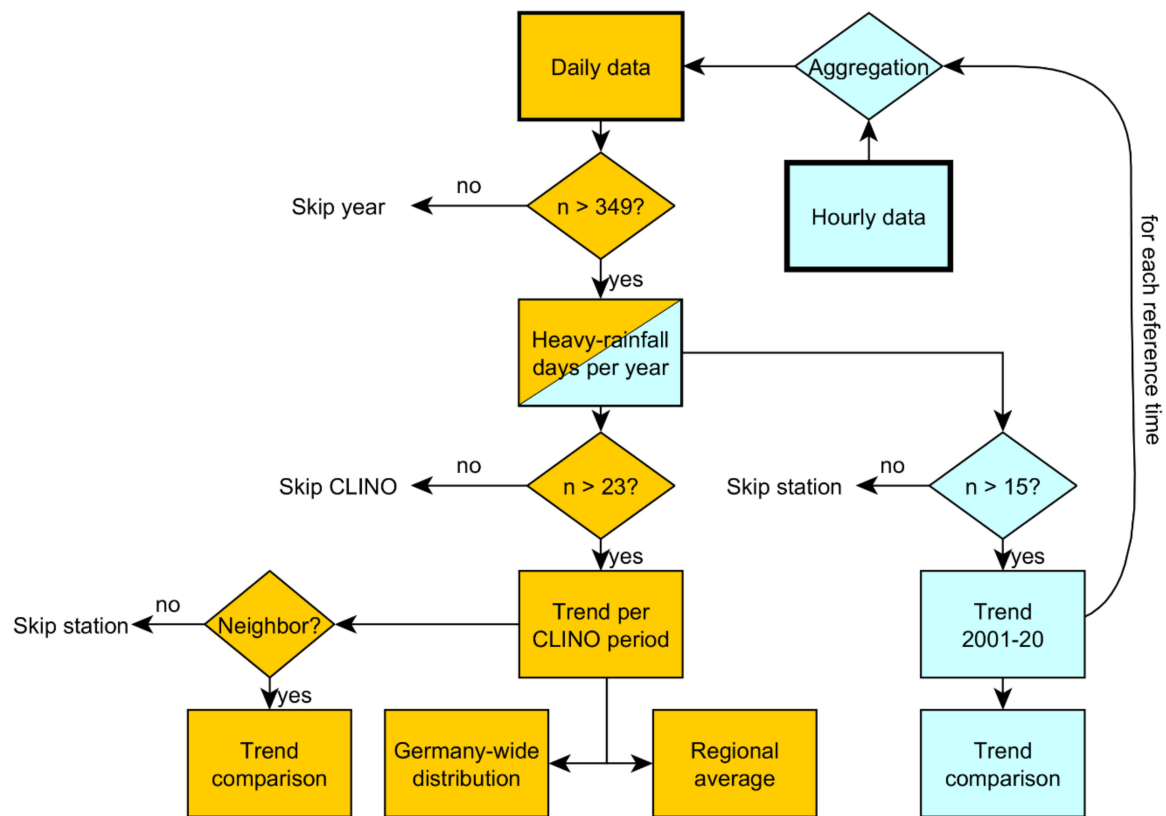 Daily data
Aggregation
no
Skip year
n > 349?
Hourly data
for each reference time
yes
Heavy-rainfall
days per year
no
Skip CLINO
n > 23?
no
Skip station
n > 15?
yes
yes
no
Skip station
Neighbor?
Trend per
CLINO period
Trend
2001-20
yes
Trend
comparison
Germany-wide
distribution
Regional
average
Trend
comparison